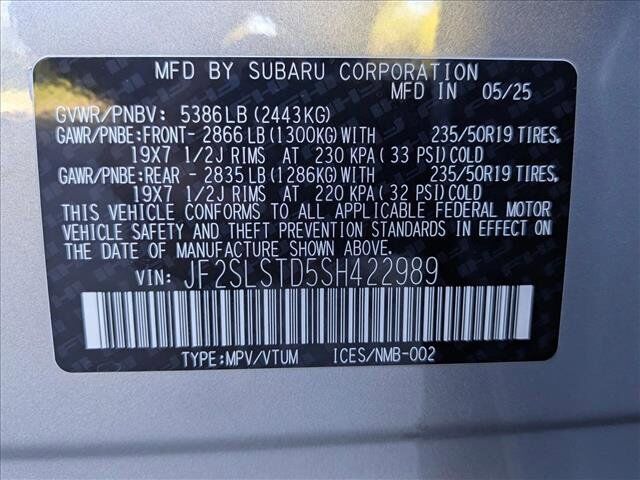 MFD BY SUBARU CORPORATION
MFD IN 05/25
GVWR/PNBV: 5386LB(2443KG)
GAWR/PNBE:FRONT- 2866LB(1300KG)WITH 235/50R19 TIRES,
19X7 1/2J RIMS AT 230 KPA(33 PSI)COLD
GAWR/PNBE:REAR - 2835LB(1286KG)WITH 235/50R19 TIRES,
19X7 1/2J RIMS AT 220 KPA(32 PSI)COLD
THIS VEHICLE CONFORMS TO ALL APPLICABLE FEDERAL MOTOR
VEHICLE SAFETY AND THEFT PREVENTION STANDARDS IN EFFECT ON
THE DATE OF MANUFACTURE SHOWN ABOVE.
VIN: JF2SLSTD5SH422989
TYPE:MPV/VTUM ICES/NMB-002